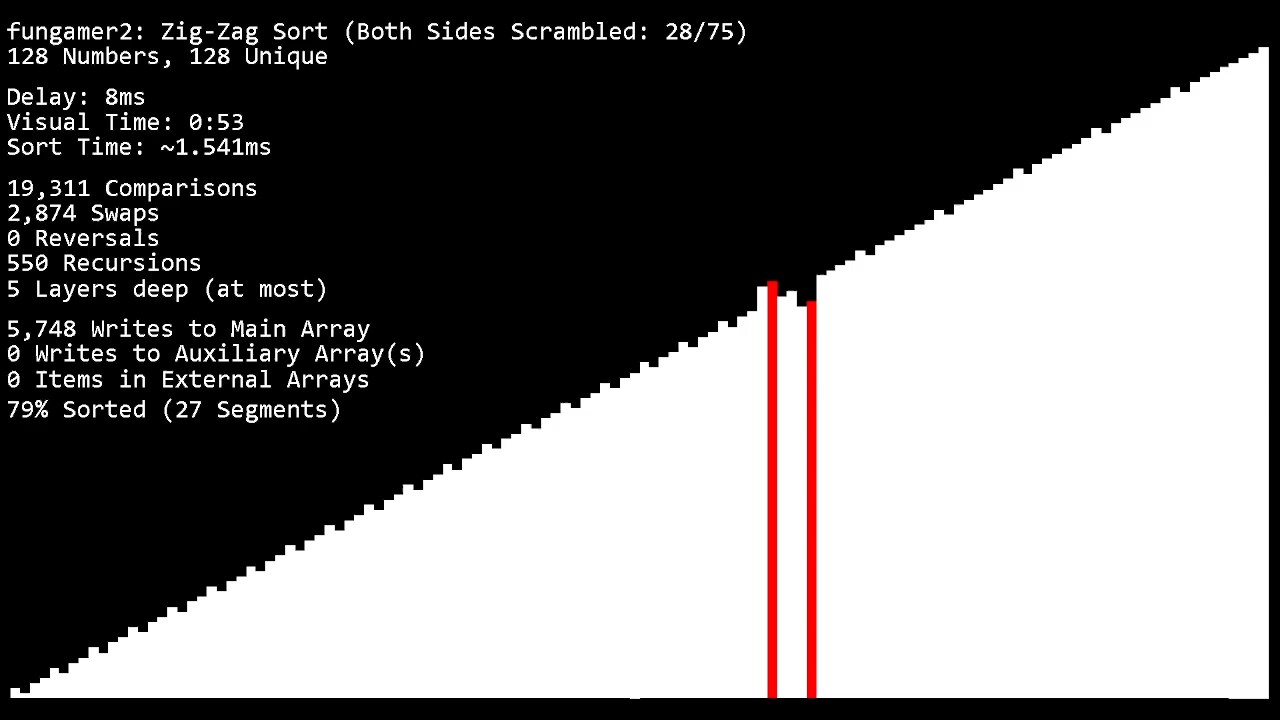 fungamer2: Zig-Zag Sort (Both Sides Scrambled: 28/75)
128 Numbers, 128 Unique
Delay: 8ms
Visual Time: 0:53
Sort Time: ~1.541ms
19,311 Comparisons
2,874 Swaps
0 Reversals
550 Recursions
5 Layers deep (at most)
5,748 Writes to Main Array
0 Writes to Auxiliary Array(s)
0 Items in External Arrays
79% Sorted (27 Segments)